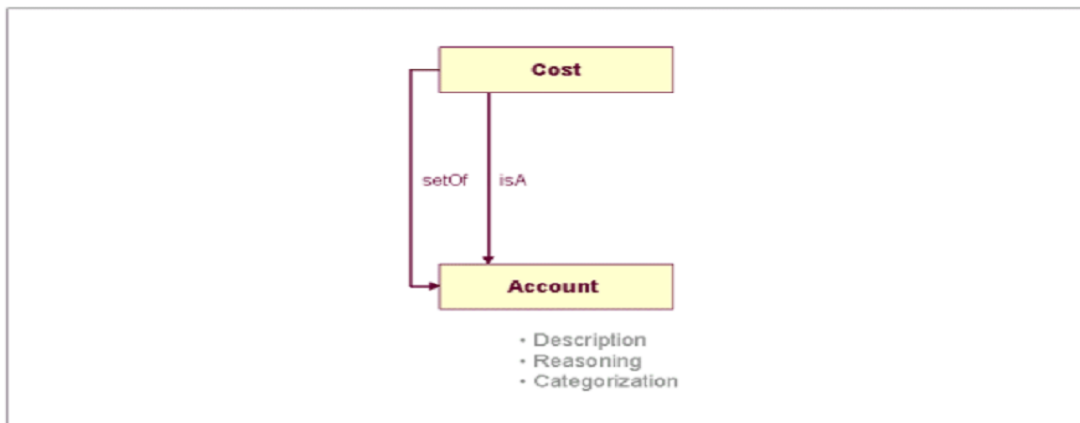 Cost
setOf isA
Account
• Description
• Reasoning
• Categorization